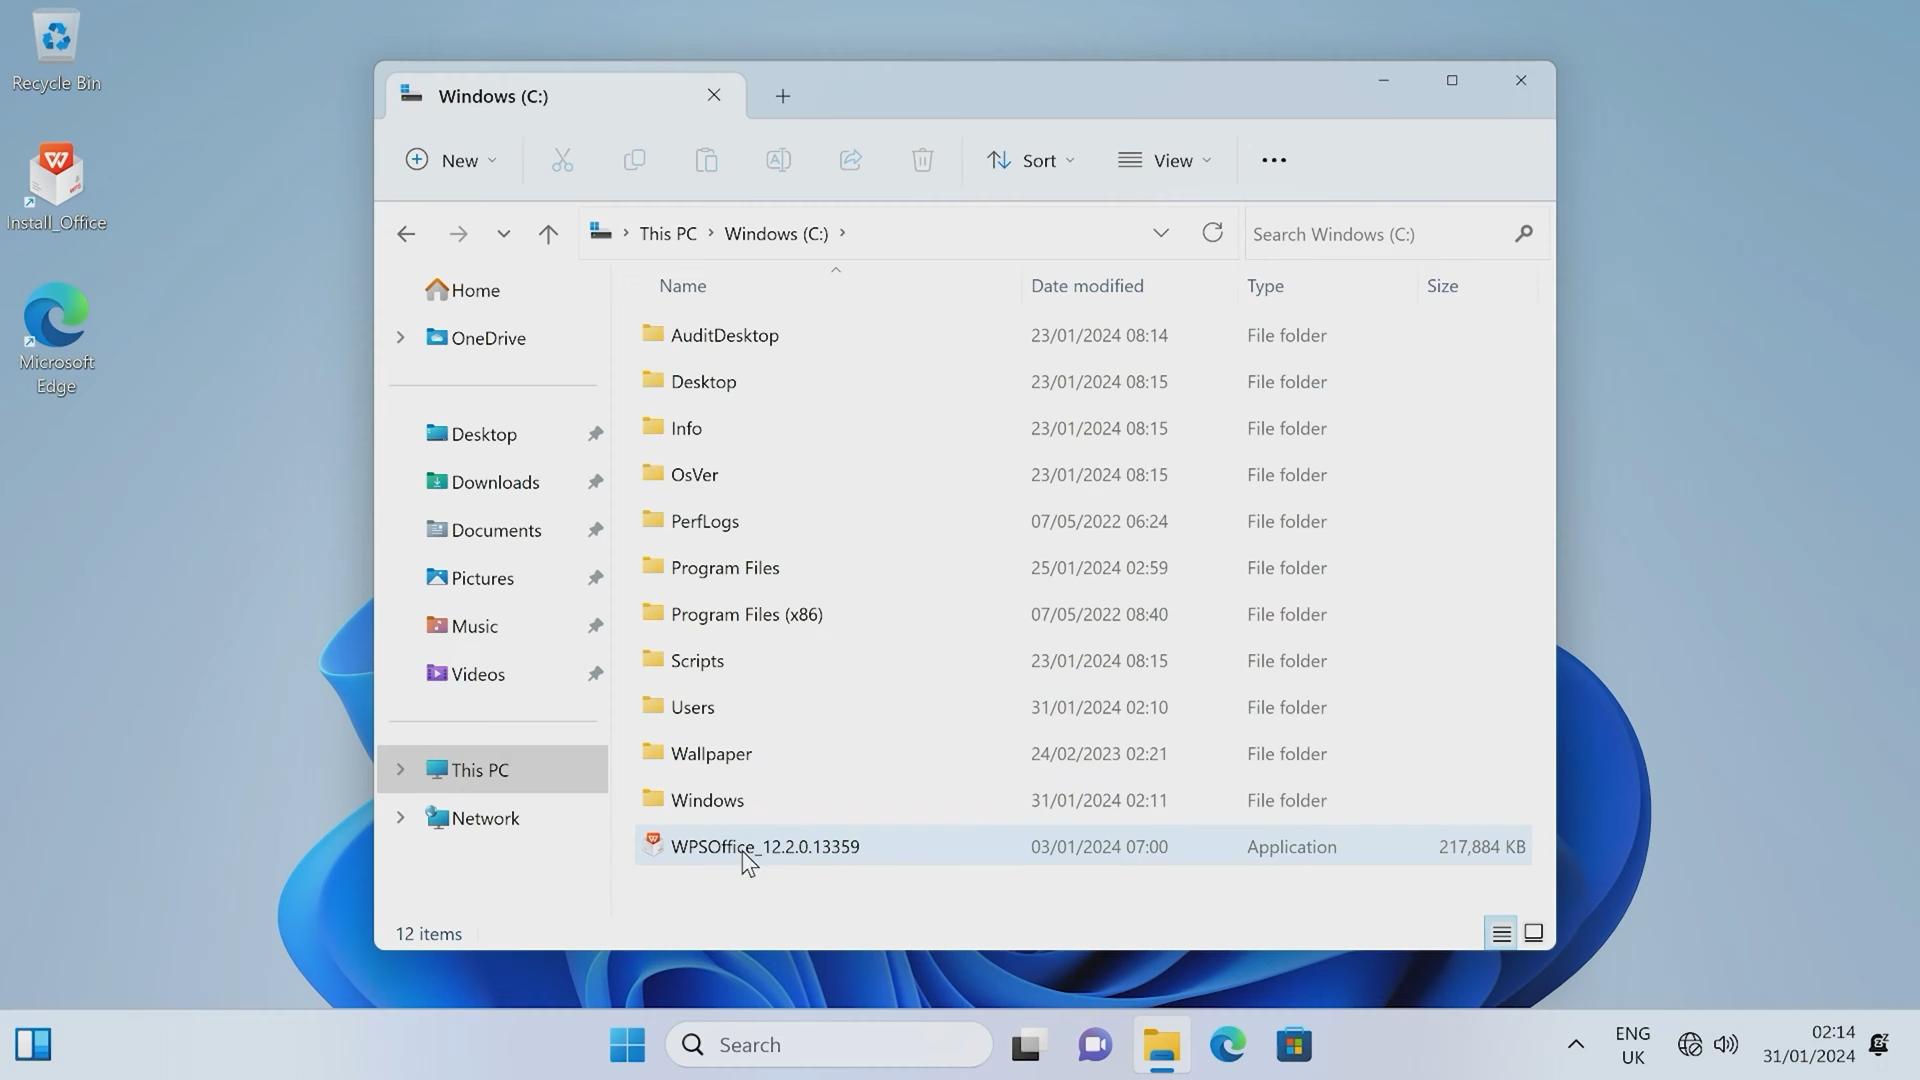 Recycle Bin
Install_Office
Microsoft
Edge
Windows (C:)
New
Sort
View
This PC
Windows (C:)
Search Windows (C:)
Home
OneDrive
Desktop
Downloads
Documents
Pictures
Music
Videos
This PC
Network
Name Date modified Type Size
AuditDesktop 23/01/2024 08:14 File folder
Desktop 23/01/2024 08:15 File folder
Info 23/01/2024 08:15 File folder
OsVer 23/01/2024 08:15 File folder
PerfLogs 07/05/2022 06:24 File folder
Program Files 25/01/2024 02:59 File folder
Program Files (x86) 07/05/2022 08:40 File folder
Scripts 23/01/2024 08:15 File folder
Users 31/01/2024 02:10 File folder
Wallpaper 24/02/2023 02:21 File folder
Windows 31/01/2024 02:11 File folder
WPSOffice_12.2.0.13359 03/01/2024 07:00 Application 217,884 KB
12 items
Search
ENG
UK
02:14
31/01/2024